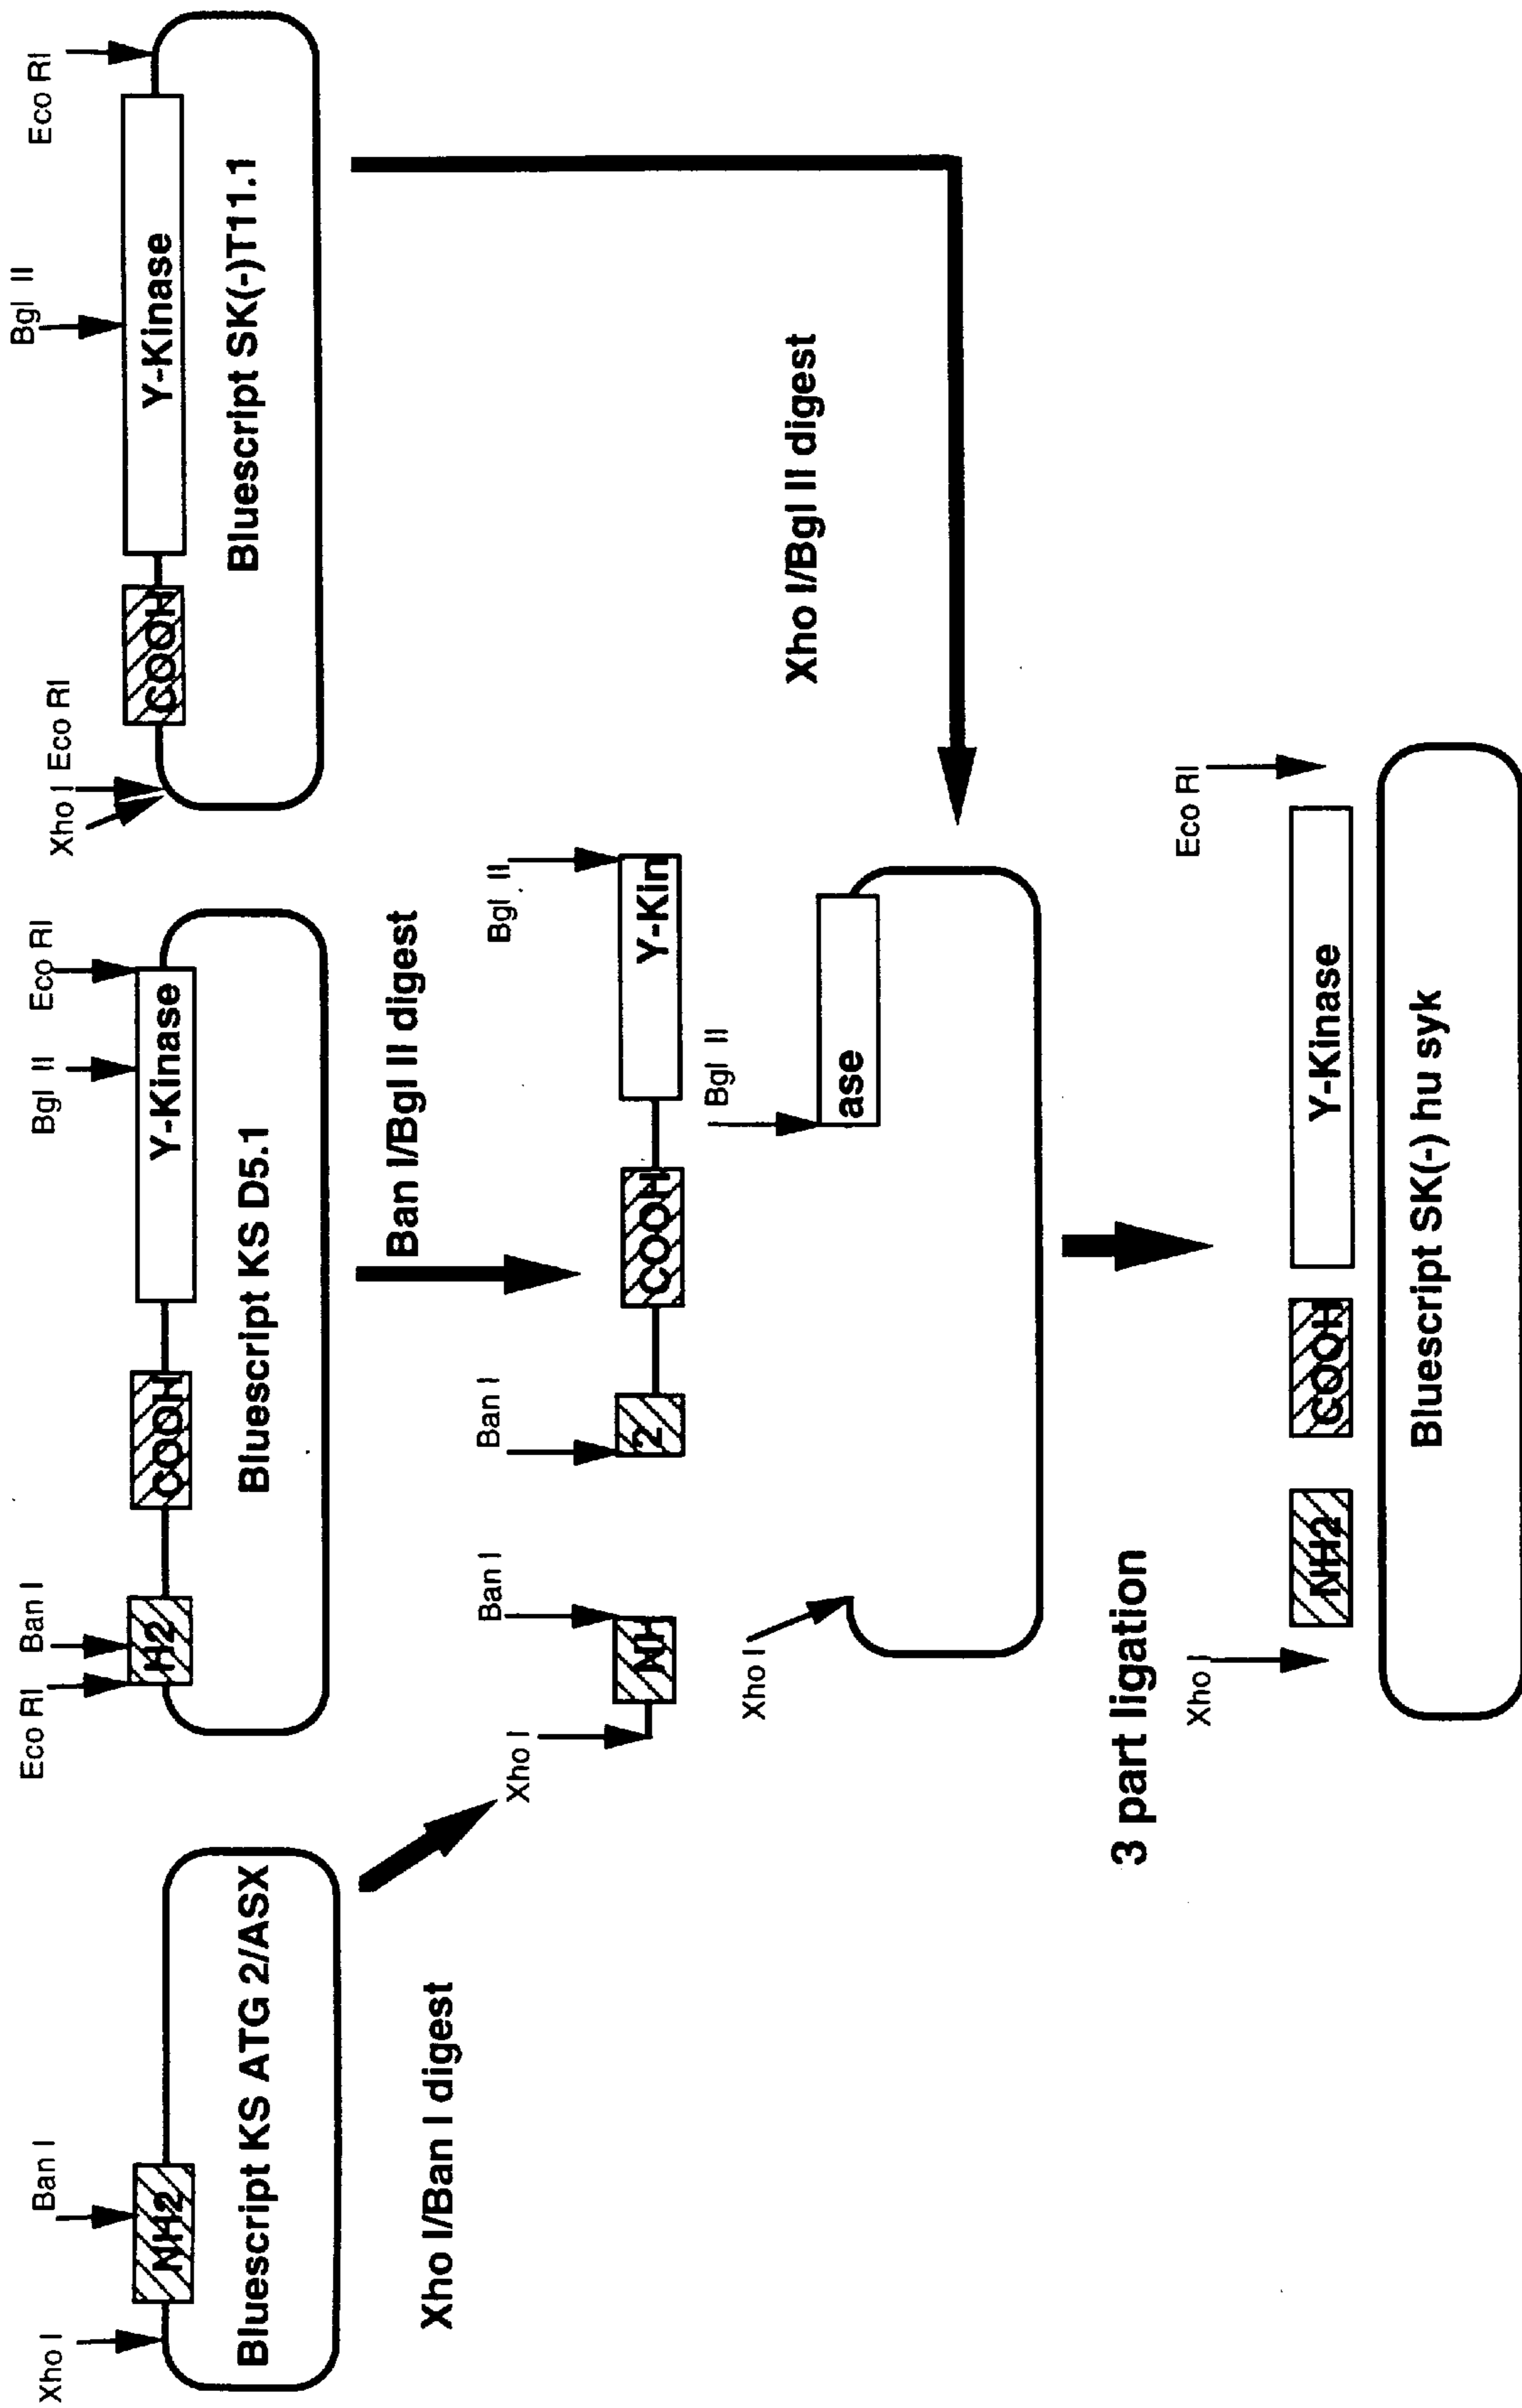 Xho I
Ban I
NH2
Bluescript KS ATG 2/ASX
Eco RI
Ban I
Bgl II
Eco RI
H2
COOH
Y-Kinase
Bluescript KS D5.1
Xho I
Eco RI
Bgl II
Eco RI
COOH
Y-Kinase
Bluescript SK(-)T11.1
Xho I/Ban I digest
Ban I/Bgl II digest
Xho I/Bgl II digest
Xho I
Ban I
NH
Ban I
Bgl II
2
COOH
Y-Kin
Xho I
Bgl II
ase
3 part ligation
Xho I
Eco RI
NH2
COOH
Y-Kinase
Bluescript SK(-) hu syk